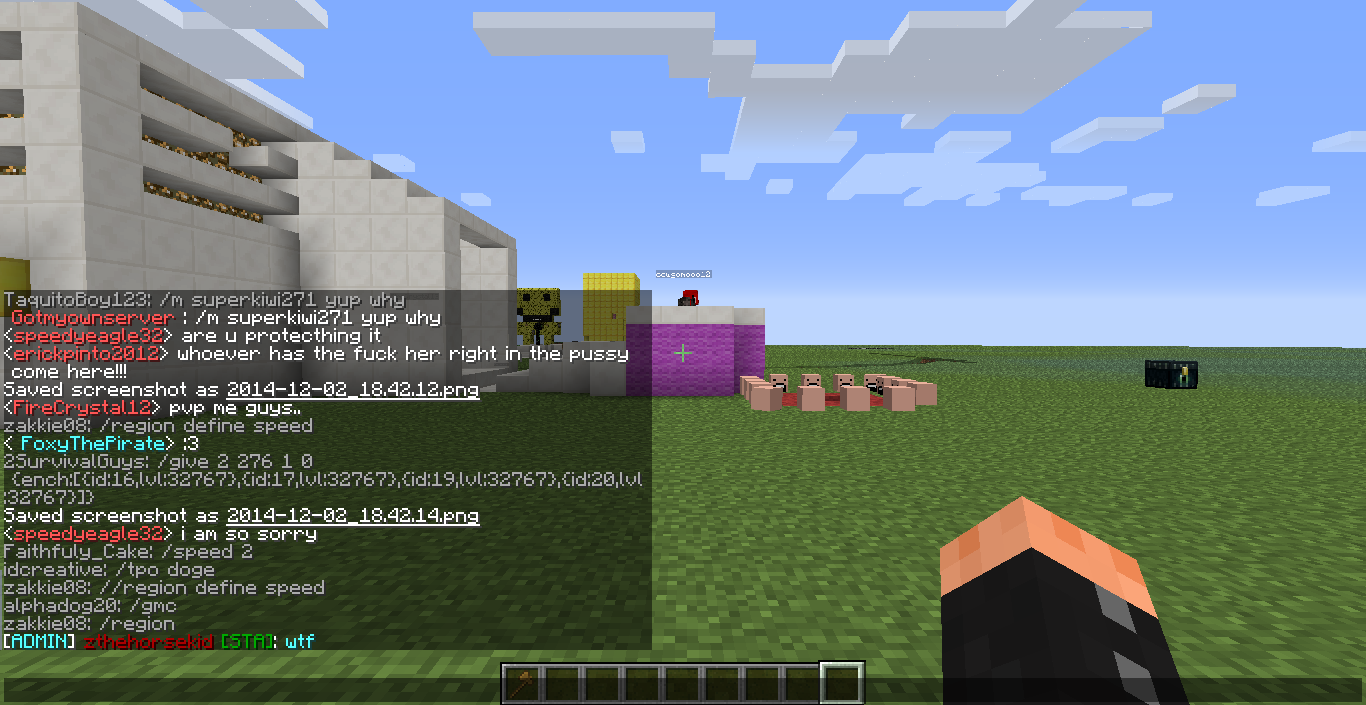 TaquitoBoy123: /m superkiwi271 yup why
Gotmyownserver : /m superkiwi271 yup why
<speedyeagle32> are u protecthing it
<erickpinto2012> whoever has the fuck her right in the pussy
come here!!!
Saved screenshot as 2014-12-02_18.42.12.png
<FireCrystal12> pvp me guys..
zakkie08: /region define speed
< FoxyThePirate> :3
2SurvivalGuys: /give 2 276 1 0
{ench:[{id:16,lvl:32767},{id:17,lvl:32767},{id:19,lvl:32767},{id:20,lvl
:32767}]}
Saved screenshot as 2014-12-02_18.42.14.png
<speedyeagle32> i am so sorry
Faithfuly_Cake: /speed 2
idcreative: /tpo doge
zakkie08: //region define speed
alphadog20: /gmc
zakkie08: /region
[ADMIN] zthehorsekid [STA]: wtf